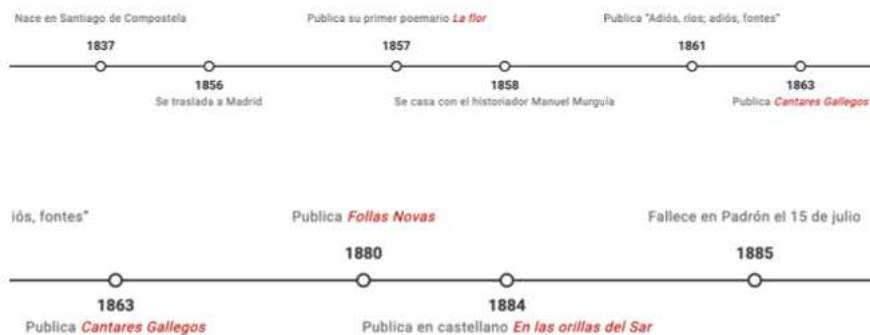 Nace en Santiago de Compostela
Publica su primer poemario La flor
Publica "Adiós, ríos; adiós, fontes"
1837
1857
1861
1856
1858
1863
Se traslada a Madrid
Se casa con el historiador Manuel Murguía
Publica Cantares Gallegos
iós, fontes"
Publica Follas Novas
Fallece en Padrón el 15 de julio
1880
1885
1863
1884
Publica Cantares Gallegos
Publica en castellano En las orillas del Sar